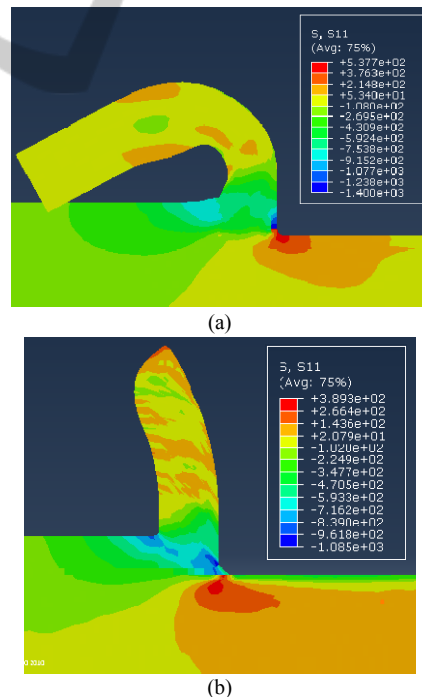 S, S11
(Avg: 75%)
+5.377e+02
+3.763e+02
+2.148e+02
+5.340e+01
-1.080e+02
-2.695e+02
-4.309e+02
-5.924e+02
-7.538e+02
-9.152e+02
-1.077e+03
-1.238e+03
-1.400e+03
(a)
S, S11
(Avg: 75%)
+3.893e+02
+2.664e+02
+1.436e+02
+2.079e+01
-1.020e+02
-2.249e+02
-3.477e+02
-4.705e+02
-5.933e+02
-7.162e+02
-8.390e+02
-9.618e+02
-1.085e+03
(b)